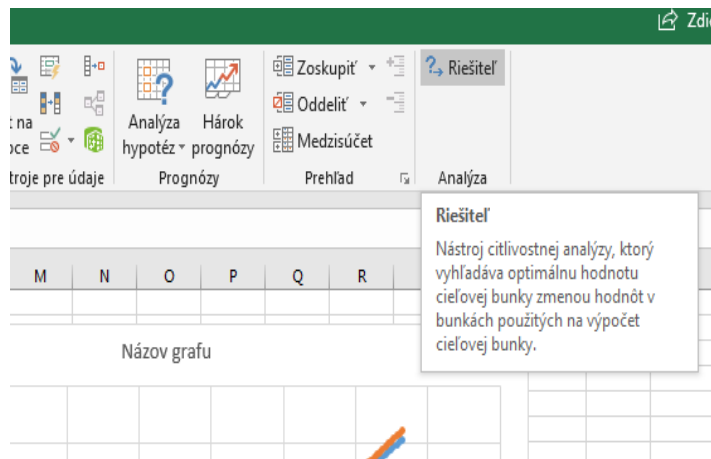 Zdie
Zoskupiť
Riešiteľ
Oddeliť
t na
Analýza
Hárok
hypotéz
prognózy
Medzisúčet
troje pre údaje
Prognózy
Prehľad
Analýza
Riešiteľ
Nástroj citlivostnej analýzy, ktorý
vyhľadáva optimálnu hodnotu
cieľovej bunky zmenou hodnôt v
bunkách použitých na výpočet
cieľovej bunky.
M N O P Q R
Názov grafu